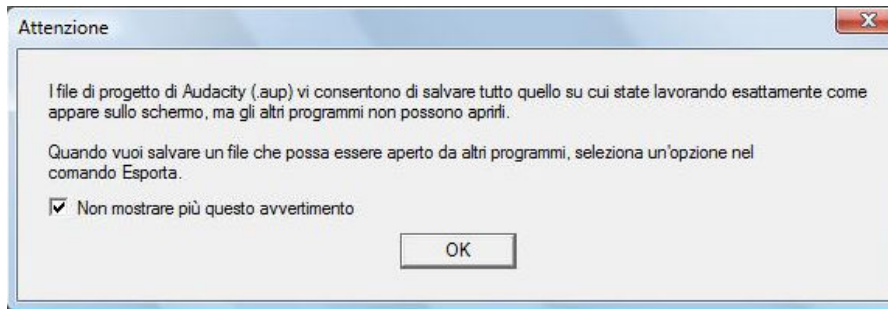 Attenzione
I file di progetto di Audacity (.aup) vi consentono di salvare tutto quello su cui state lavorando esattamente come
appare sullo schermo, ma gli altri programmi non possono aprirli.
Quando vuoi salvare un file che possa essere aperto da altri programmi, seleziona un'opzione nel
comando Esporta.
Non mostrare più questo avvertimento
OK